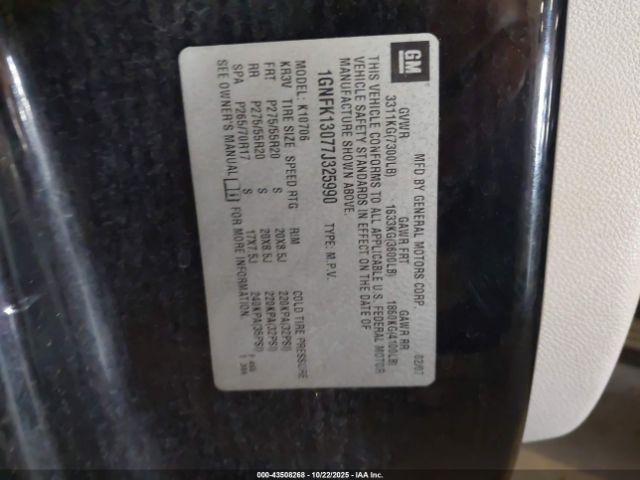 GM
MFD BY GENERAL MOTORS CORP. 02/07
GVWR GAWR FRT GAWR RR
3311KG(7300LB) 1633KG(3600LB) 1860KG(4100LB)
THIS VEHICLE CONFORMS TO ALL APPLICABLE U.S. FEDERAL MOTOR
VEHICLE SAFETY STANDARDS IN EFFECT ON THE DATE OF
MANUFACTURE SHOWN ABOVE.
1GNFK13077J325990 TYPE: M.P.V.
MODEL: K10706
KR3V TIRE SIZE SPEED RTG RIM COLD TIRE PRESSURE
FRT P275/55R20 S 20X8.5J 220KPA(32PSI)
RR P275/55R20 S 20X8.5J 220KPA(32PSI)
SPA P265/70R17 S 17X7.5J 240KPA(35PSI)
SEE OWNER'S MANUAL FOR MORE INFORMATION.
000-43508268 - 10/22/2025 - IAA Inc.